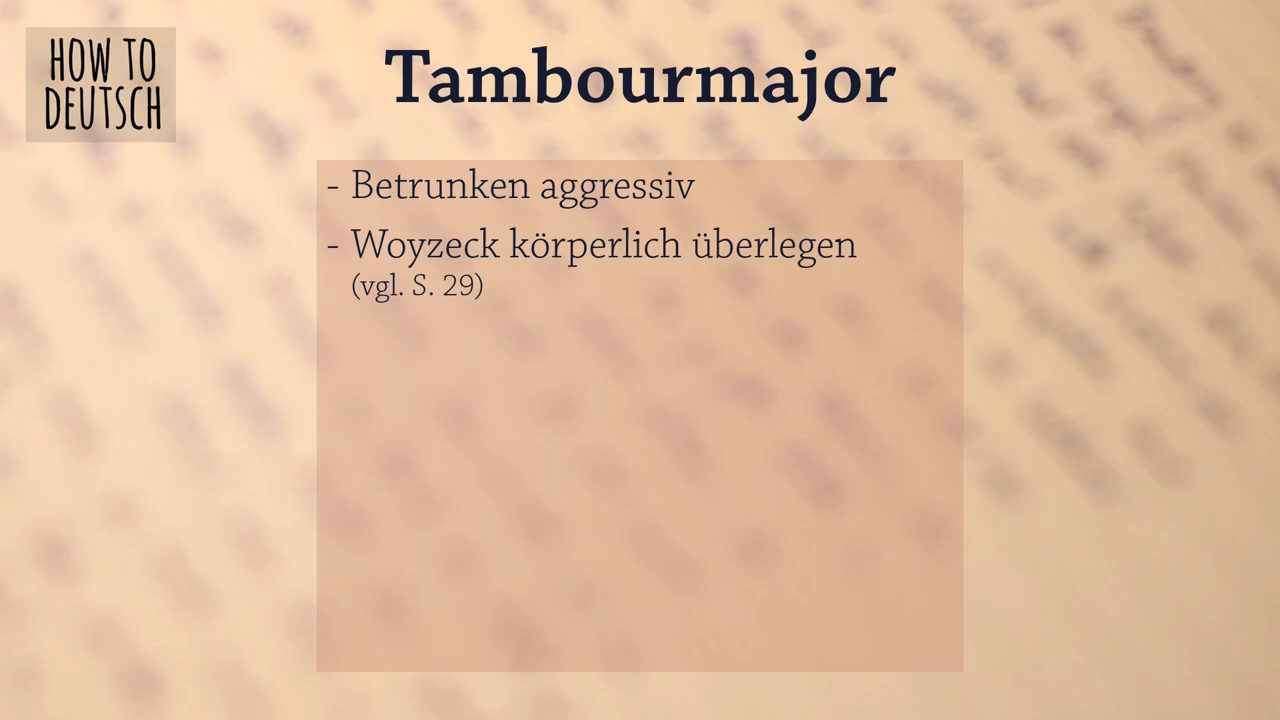 HOW TO
DEUTSCH
Tambourmajor
- Betrunken aggressiv
- Woyzeck körperlich überlegen
(vgl. S. 29)